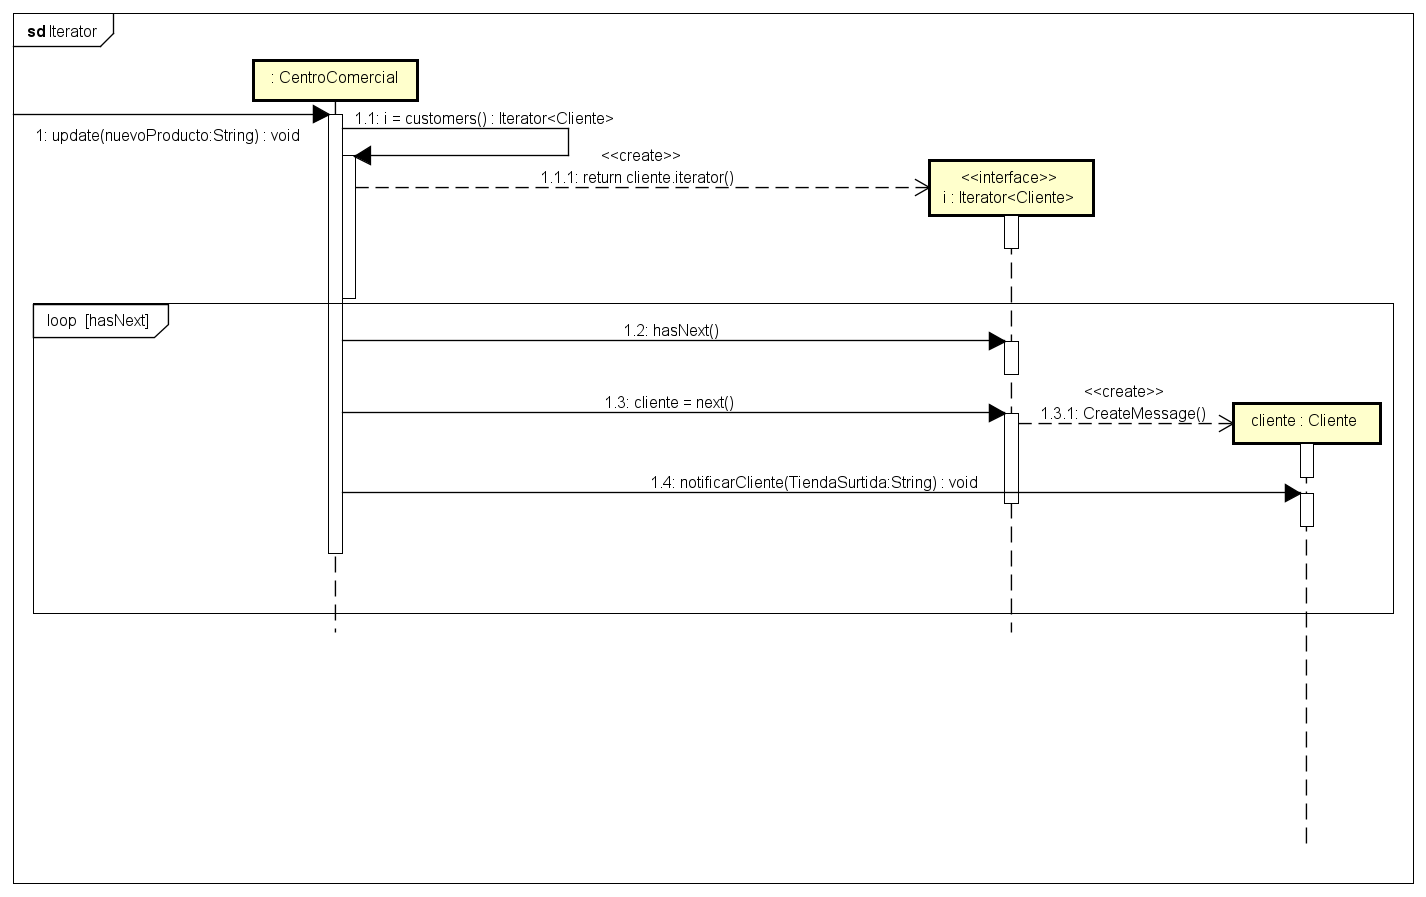 sd Iterator
: CentroComercial
1: update(nuevoProducto:String) : void
1.1: i = customers() : Iterator<Cliente>
<<create>>
1.1.1: return cliente.iterator()
<<interface>>
i : Iterator<Cliente>
loop [hasNext]
1.2: hasNext()
1.3: cliente = next()
<<create>>
1.3.1: CreateMessage()
cliente : Cliente
1.4: notificarCliente(TiendaSurtida:String) : void